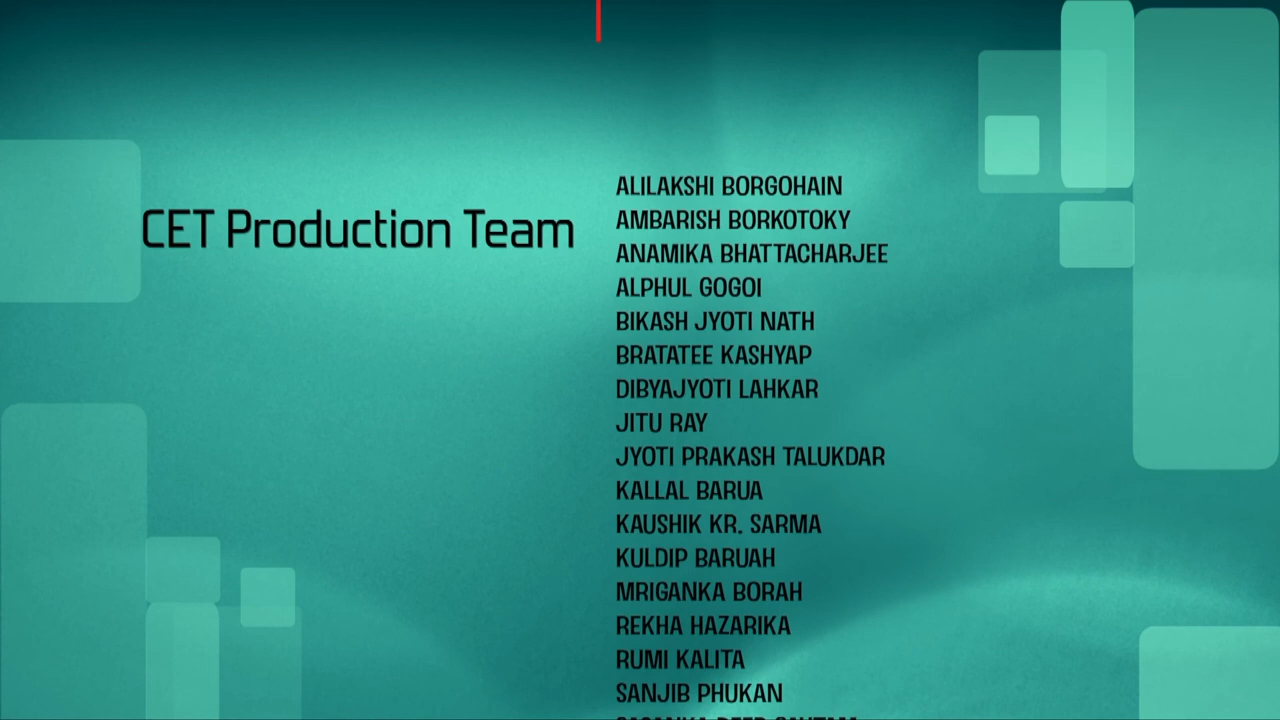 CET Production Team
ALILAKSHI BORGOHAIN
AMBARISH BORKOTOKY
ANAMIKA BHATTACHARJEE
ALPHUL GOGOI
BIKASH JYOTI NATH
BRATATEE KASHYAP
DIBYAJYOTI LAHKAR
JITU RAY
JYOTI PRAKASH TALUKDAR
KALLAL BARUA
KAUSHIK KR. SARMA
KULDIP BARUAH
MRIGANKA BORAH
REKHA HAZARIKA
RUMI KALITA
SANJIB PHUKAN